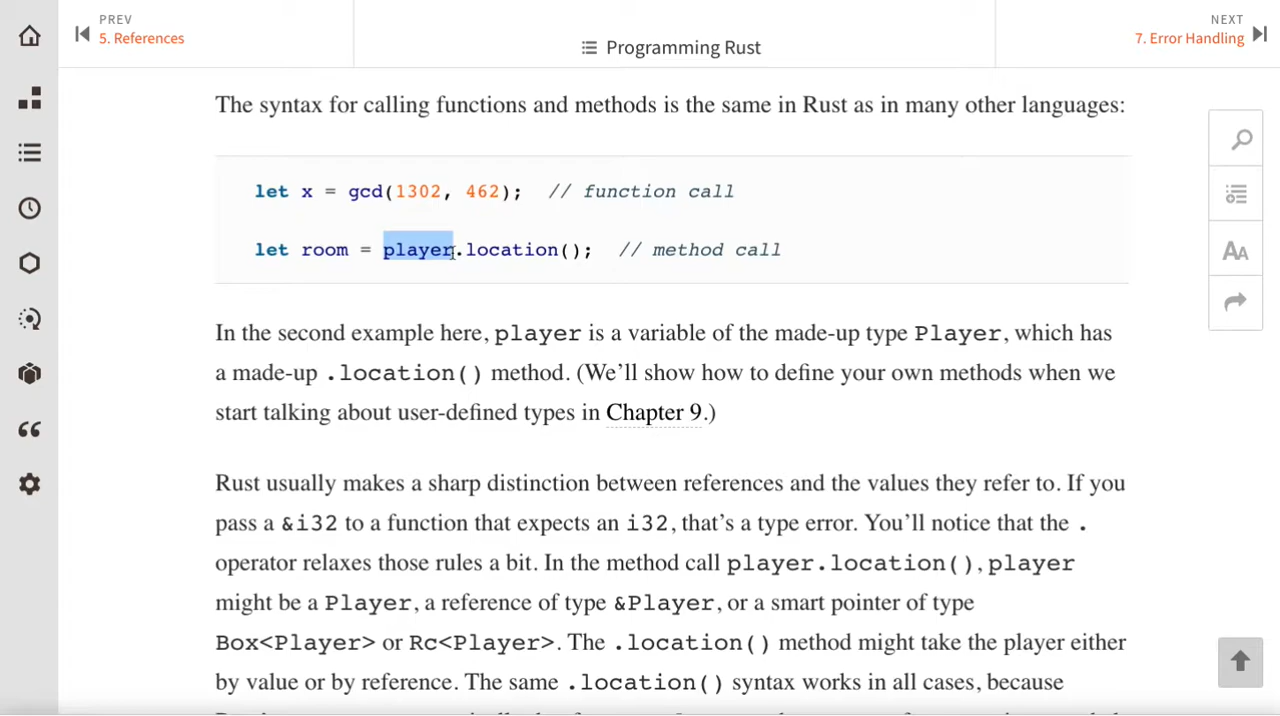 PREV
5. References
Programming Rust
NEXT
7. Error Handling
The syntax for calling functions and methods is the same in Rust as in many other languages:
let x = gcd(1302, 462);  // function call
let room = player.location();  // method call
In the second example here, player is a variable of the made-up type Player, which has
a made-up .location() method. (We’ll show how to define your own methods when we
start talking about user-defined types in Chapter 9.)
Rust usually makes a sharp distinction between references and the values they refer to. If you
pass a &i32 to a function that expects an i32, that’s a type error. You’ll notice that the .
operator relaxes those rules a bit. In the method call player.location(), player
might be a Player, a reference of type &Player, or a smart pointer of type
Box<Player> or Rc<Player>. The .location() method might take the player either
by value or by reference. The same .location() syntax works in all cases, because
AA